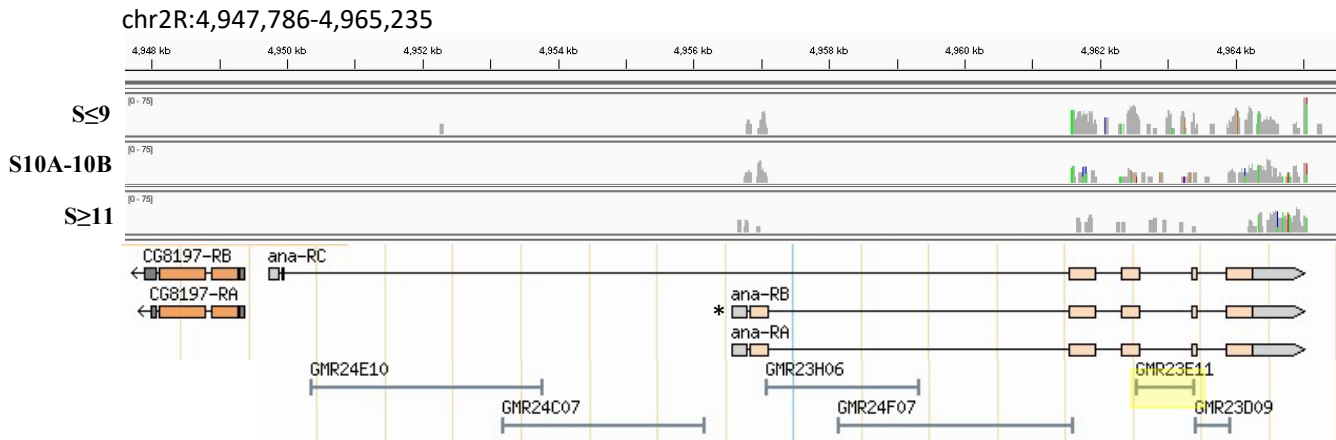 chr2R:4,947,786-4,965,235
4,948 kb 4,950 kb 4,952 kb 4,954 kb 4,956 kb 4,958 kb 4,960 kb 4,962 kb 4,964 kb
S≤9 [0 - 75]
S10A-10B [0 - 75]
S≥11 [0 - 75]
CG8197-RB ana-RC
CG8197-RA ana-RB
*
ana-RA
GMR24E10 GMR23H06 GMR23E11
GMR24C07 GMR24F07 GMR23D09